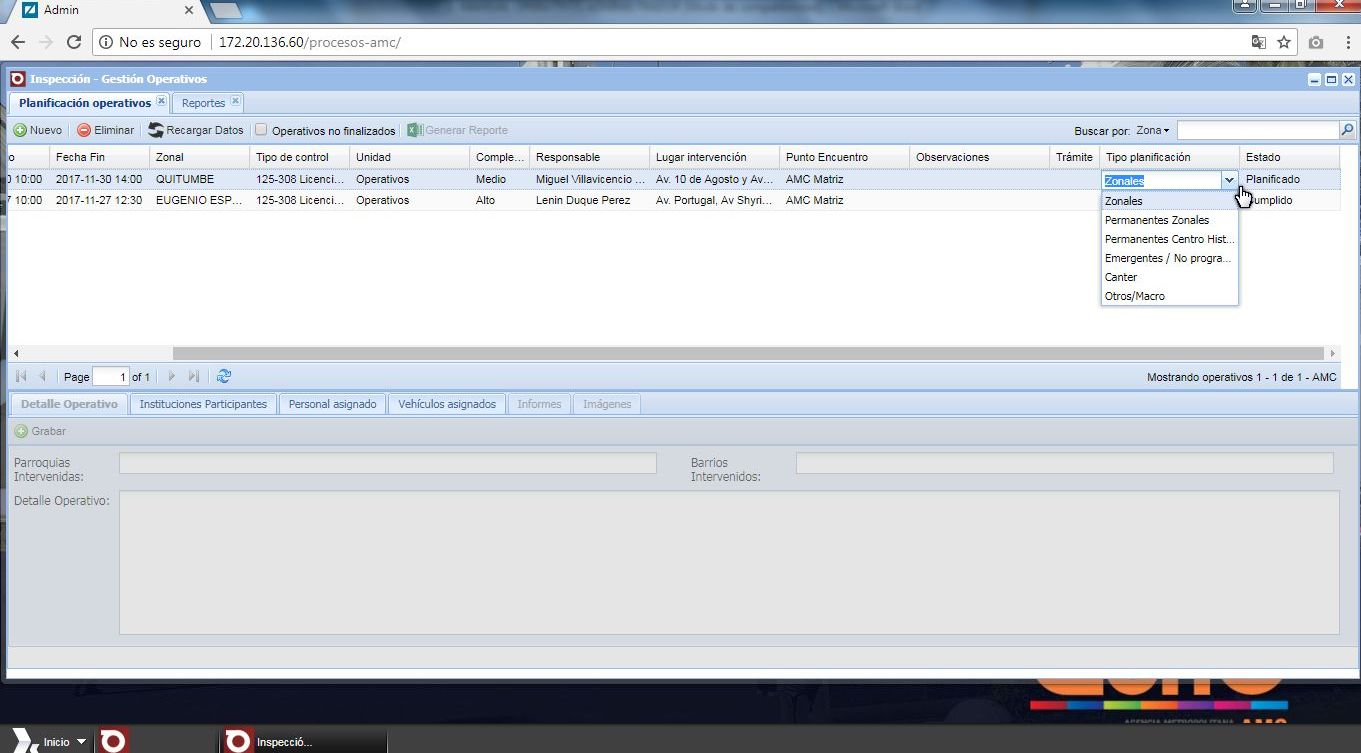 Admin
No es seguro 172.20.136.60/procesos-amc/
Inspección - Gestión Operativos
Planificación operativos Reportes
Nuevo Eliminar Recargar Datos Operativos no finalizados Generar Reporte Buscar por: Zona
o Fecha Fin Zonal Tipo de control Unidad Comple... Responsable Lugar intervención Punto Encuentro Observaciones Trámite Tipo planificación Estado
0 10:00 2017-11-30 14:00 QUITUMBE 125-308 Licenci... Operativos Medio Miguel Villavicencio ... Av. 10 de Agosto y Av... AMC Matriz Zonales Planificado
7 10:00 2017-11-27 12:30 EUGENIO ESP... 125-308 Licenci... Operativos Alto Lenin Duque Perez Av. Portugal, Av Shyri... AMC Matriz Zonales umplido
Permanentes Zonales
Permanentes Centro Hist...
Emergentes / No progra...
Canter
Otros/Macro
Page 1 of 1 Mostrando operativos 1 - 1 de 1 - AMC
Detalle Operativo Instituciones Participantes Personal asignado Vehículos asignados Informes Imágenes
Grabar
Parroquias Intervenidas: Barrios Intervenidos:
Detalle Operativo:
AGENCIA METROPOLITANA AMC
Inicio Inspecció...